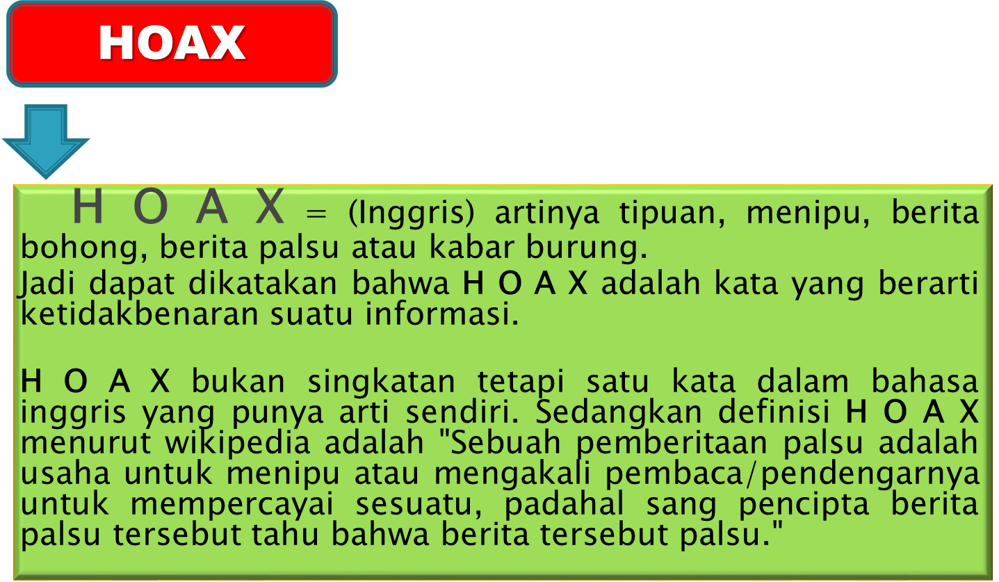 HOAX
H O A X = (Inggris) artinya tipuan, menipu, berita
bohong, berita palsu atau kabar burung.
Jadi dapat dikatakan bahwa H O A X adalah kata yang berarti
ketidakbenaran suatu informasi.
H O A X bukan singkatan tetapi satu kata dalam bahasa
inggris yang punya arti sendiri. Sedangkan definisi H O A X
menurut wikipedia adalah "Sebuah pemberitaan palsu adalah
usaha untuk menipu atau mengakali pembaca/pendengarnya
untuk mempercayai sesuatu, padahal sang pencipta berita
palsu tersebut tahu bahwa berita tersebut palsu."